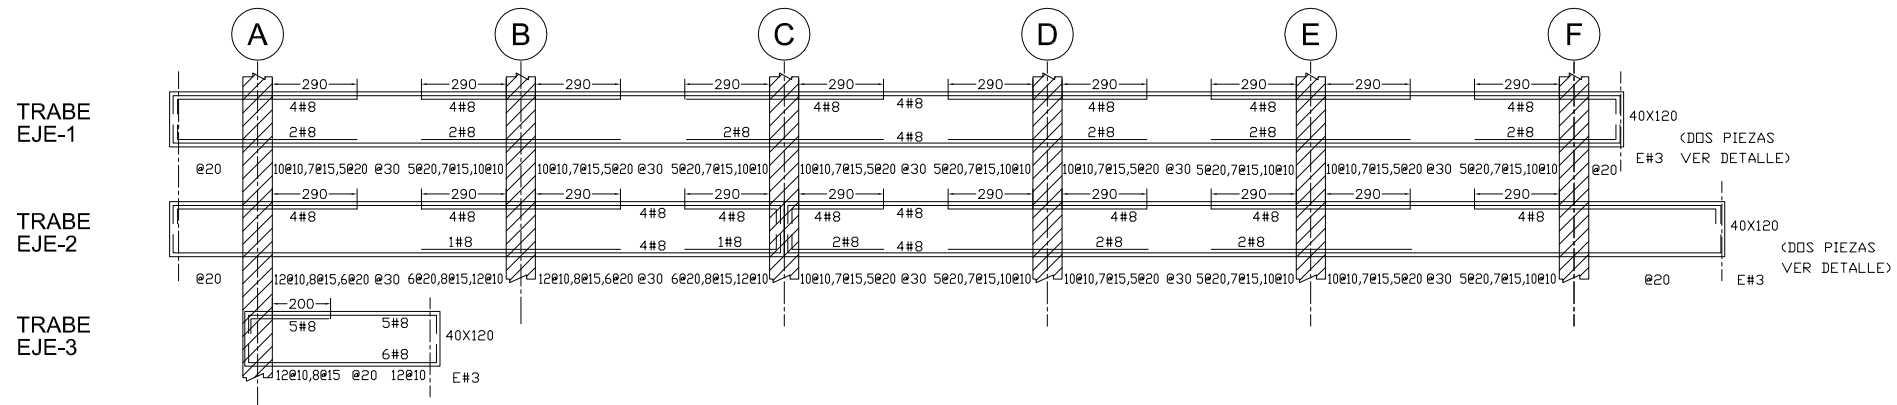 A B C D E F
290 290 290 290 290 290 290 290 290 290
TRABE EJE-1
4#8 4#8 4#8 4#8 4#8 4#8 4#8
2#8 2#8 2#8 4#8 2#8 2#8 2#8
40X120
(DOS PIEZAS
VER DETALLE)
E#3
@20 10@10,7@15,5@20 @30 5@20,7@15,10@10 10@10,7@15,5@20 @30 5@20,7@15,10@10 10@10,7@15,5@20 @30 5@20,7@15,10@10 10@10,7@15,5@20 @30 5@20,7@15,10@10 10@10,7@15,5@20 @30 5@20,7@15,10@10 @20
290 290 290 290 290 290 290 290 290 290
TRABE EJE-2
4#8 4#8 4#8 4#8 4#8 4#8 4#8 4#8 4#8
1#8 4#8 1#8 2#8 4#8 2#8 2#8
40X120
(DOS PIEZAS
VER DETALLE)
@20 12@10,8@15,6@20 @30 6@20,8@15,12@10 12@10,8@15,6@20 @30 6@20,8@15,12@10 10@10,7@15,5@20 @30 5@20,7@15,10@10 10@10,7@15,5@20 @30 5@20,7@15,10@10 10@10,7@15,5@20 @30 5@20,7@15,10@10 @20 E#3
200
TRABE EJE-3
5#8 5#8
6#8
40X120
12@10,8@15 @20 12@10 E#3